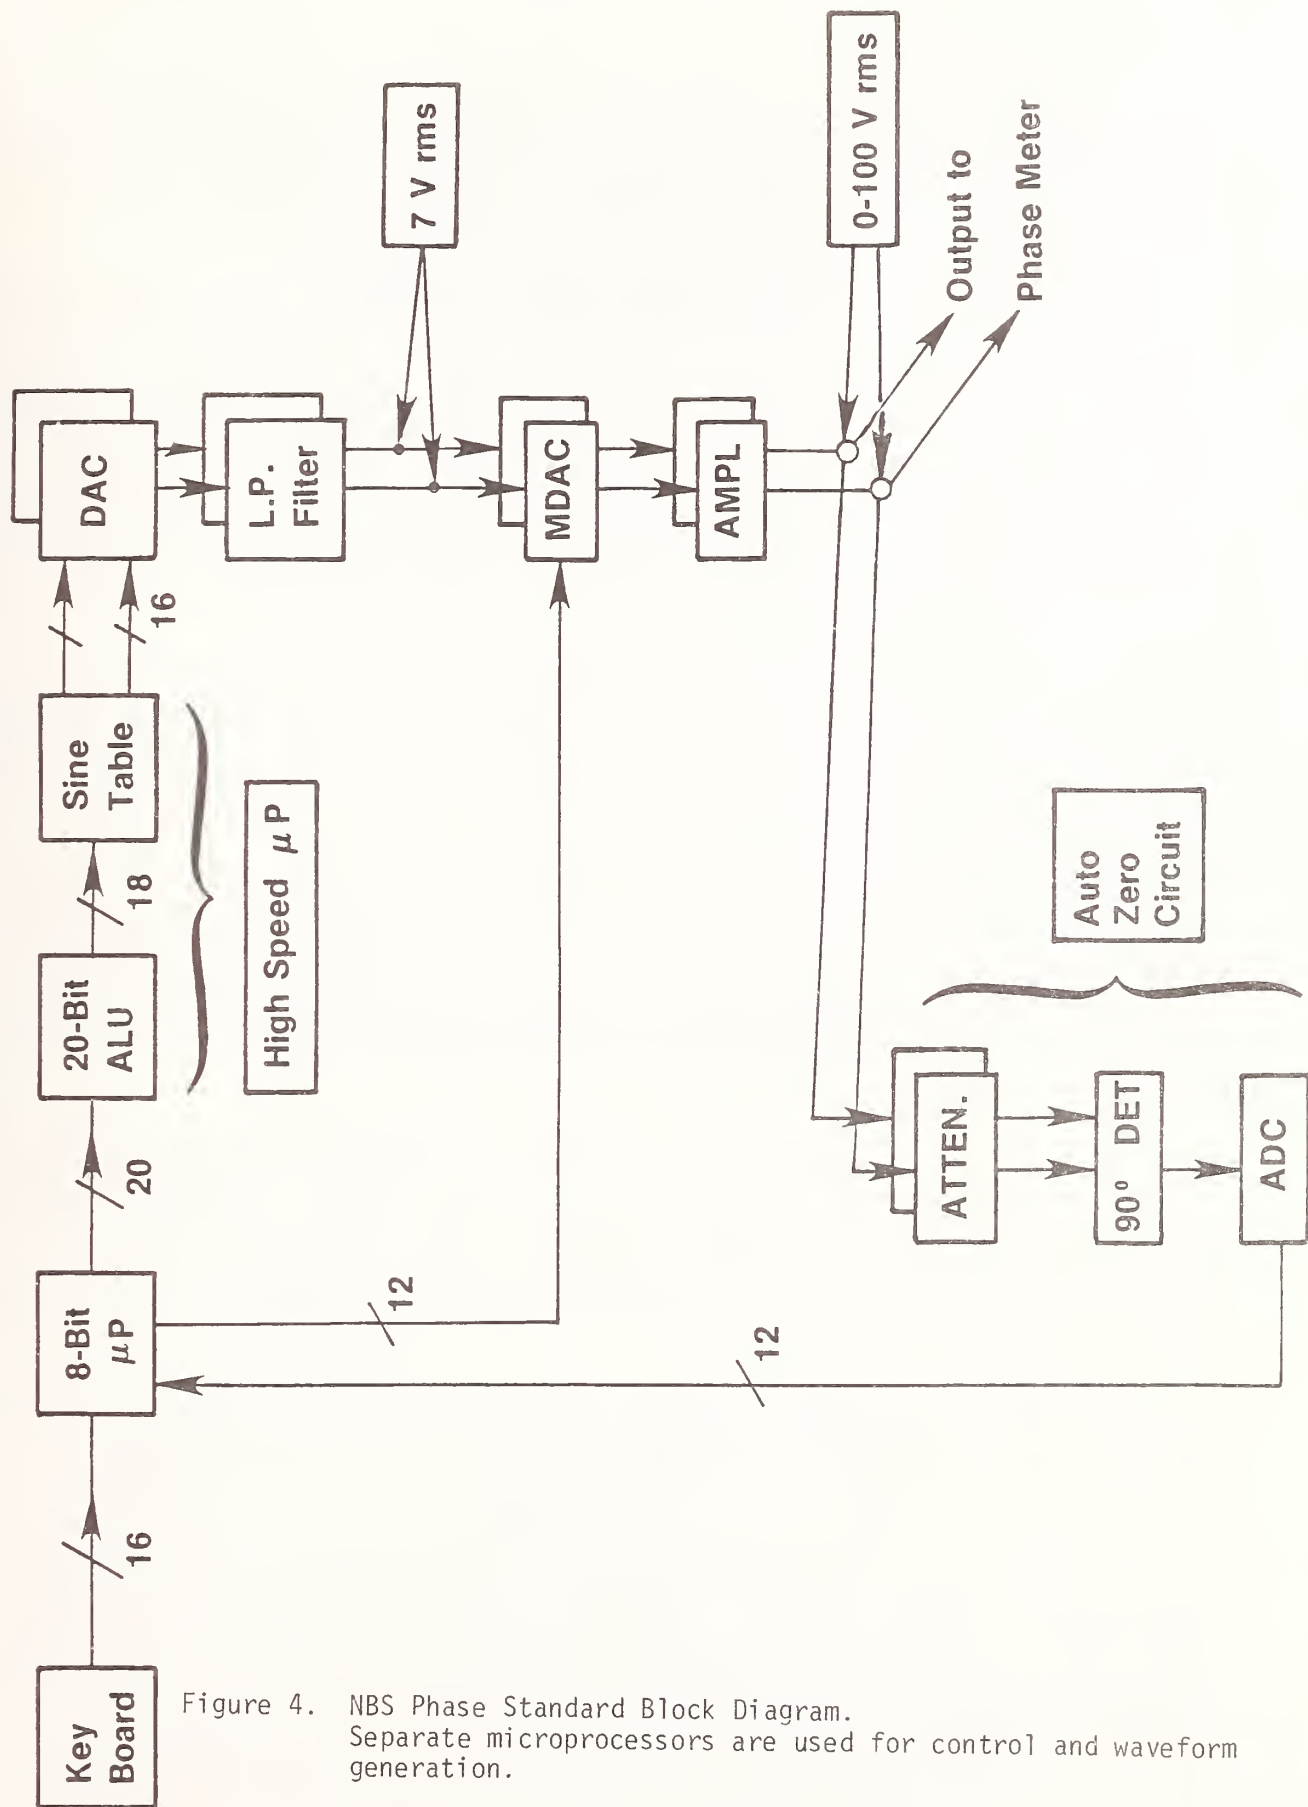 Key
Board
16
8-Bit
μP
20
20-Bit
ALU
18
Sine
Table
16
DAC
High Speed μP
L.P.
Filter
7 V rms
12
MDAC
AMPL
0-100 V rms
Output to
Phase Meter
12
ATTEN.
90° DET
ADC
Auto
Zero
Circuit
Figure 4. NBS Phase Standard Block Diagram.
Separate microprocessors are used for control and waveform
generation.